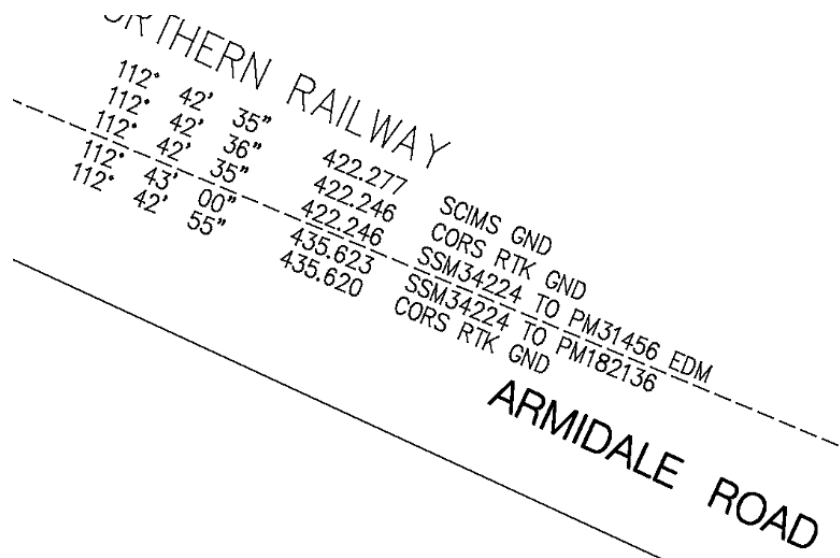 ORTHERN RAILWAY
112° 42' 35" 422.277 SCIMS GND
112° 42' 36" 422.246 CORS RTK GND
112° 42' 35" 422.246 SSM34224 TO PM31456 EDM
112° 43' 00" 435.623 SSM34224 TO PM182136
112° 42' 55" 435.620 CORS RTK GND
ARMIDALE ROAD